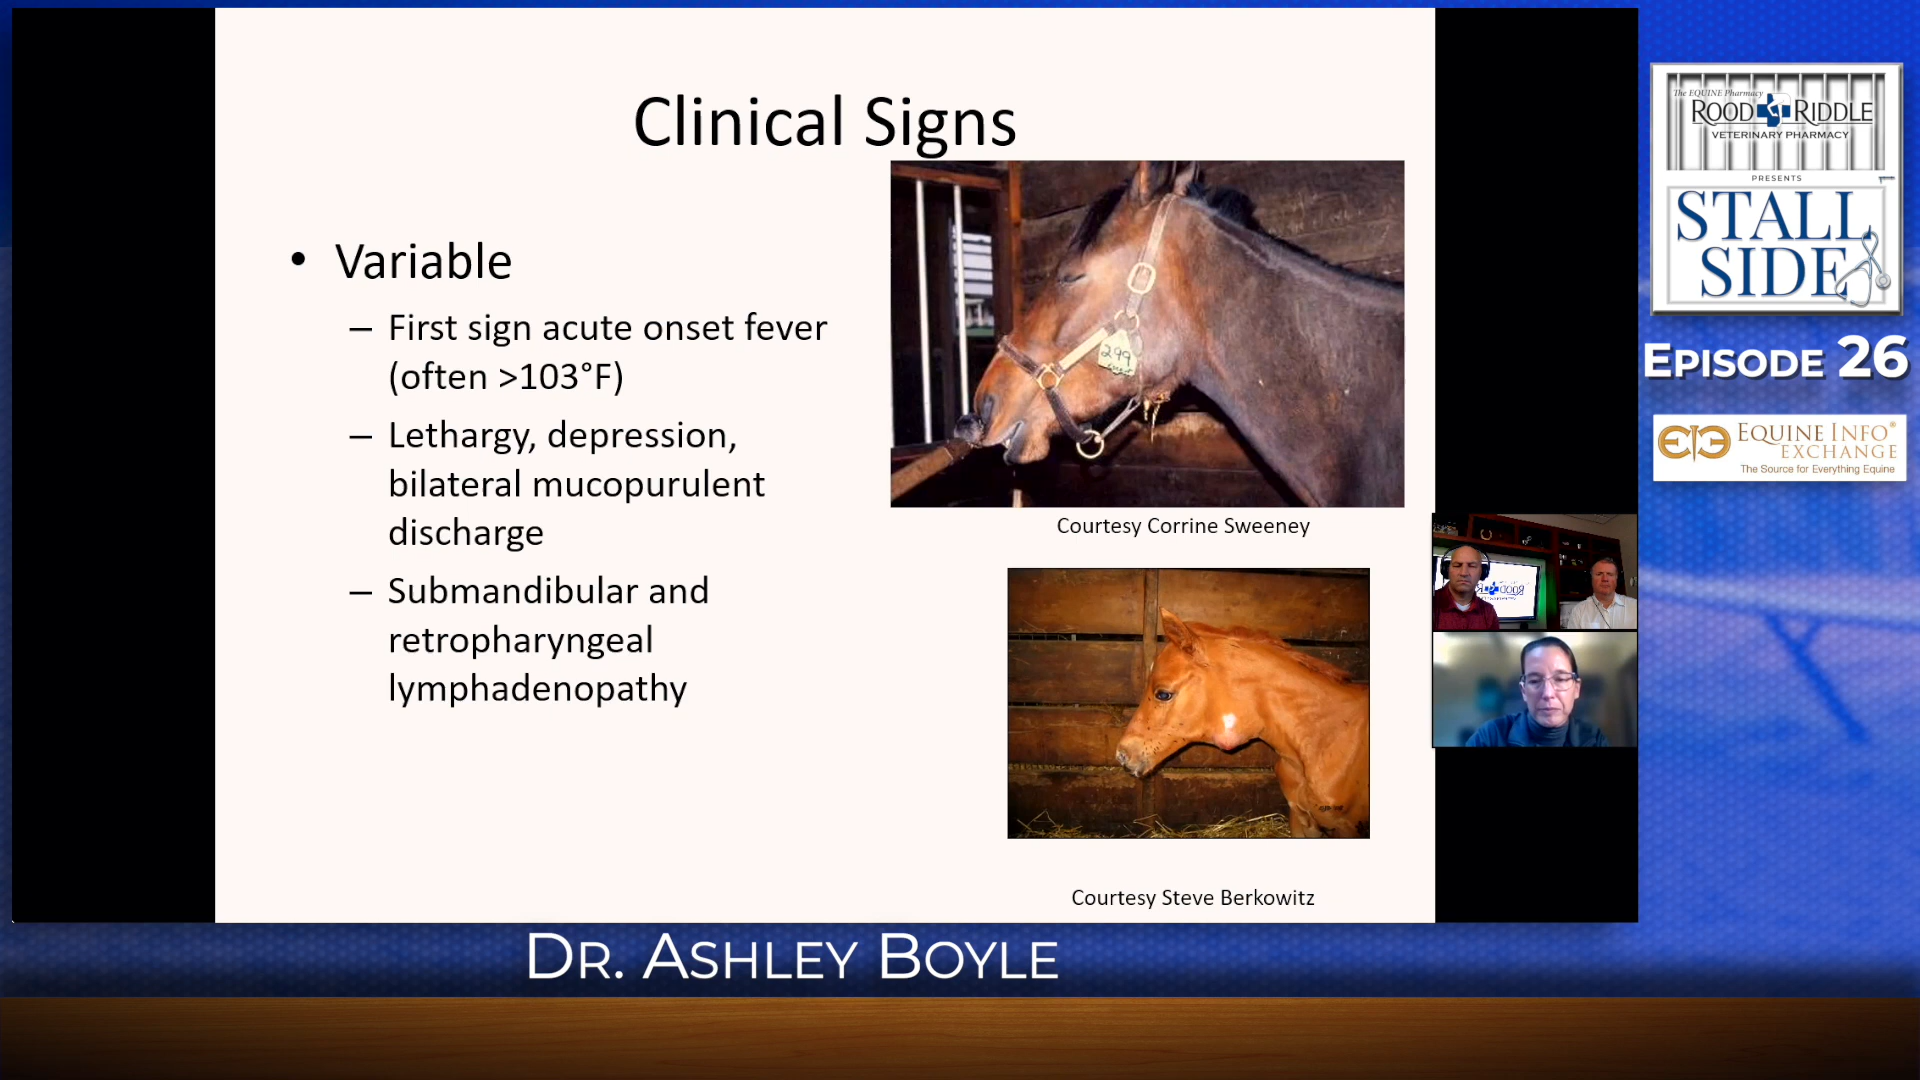 Clinical Signs
• Variable
– First sign acute onset fever
(often >103°F)
– Lethargy, depression,
bilateral mucopurulent
discharge
– Submandibular and
retropharyngeal
lymphadenopathy
299
Courtesy Corrine Sweeney
Courtesy Steve Berkowitz
The EQUINE Pharmacy
ROOD RIDDLE
VETERINARY PHARMACY
PRESENTS
STALL
SIDE
EPISODE 26
EIE EQUINE INFO®
EXCHANGE
The Source for Everything Equine
DR. ASHLEY BOYLE